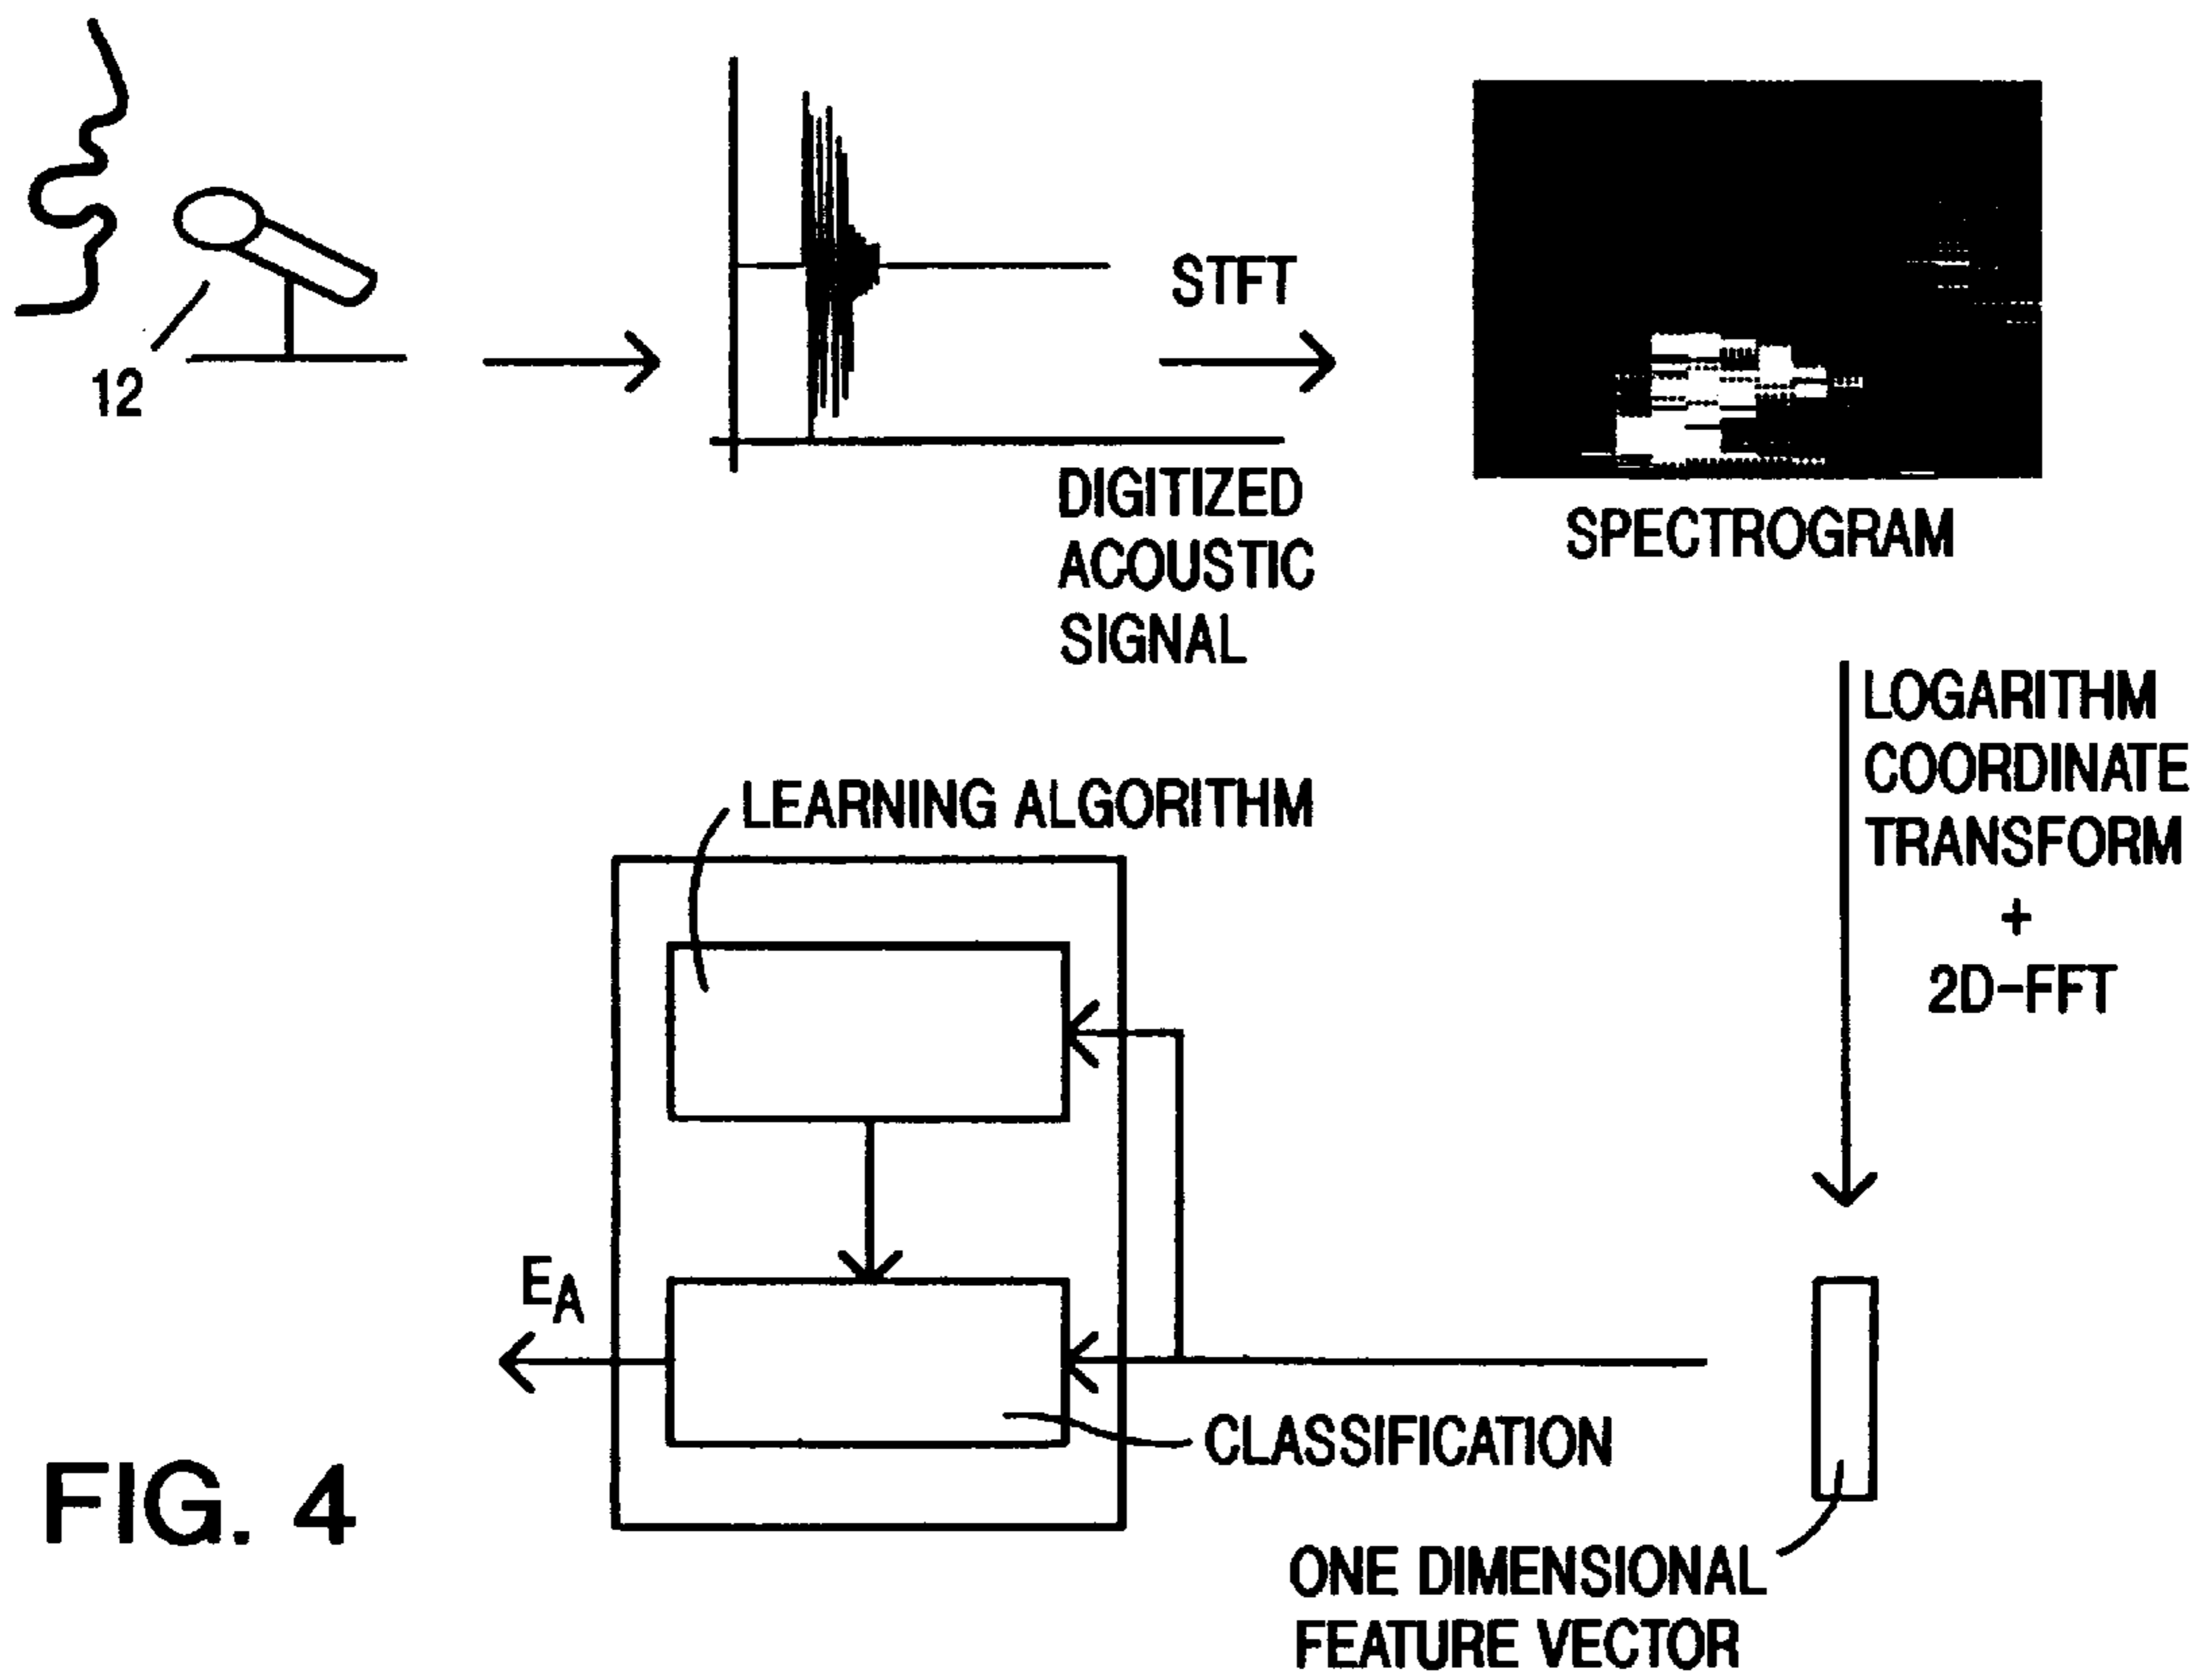 12
STFT
DIGITIZED
ACOUSTIC
SIGNAL
SPECTROGRAM
LOGARITHM
COORDINATE
TRANSFORM
+
2D-FFT
LEARNING ALGORITHM
EA
CLASSIFICATION
ONE DIMENSIONAL
FEATURE VECTOR
FIG. 4